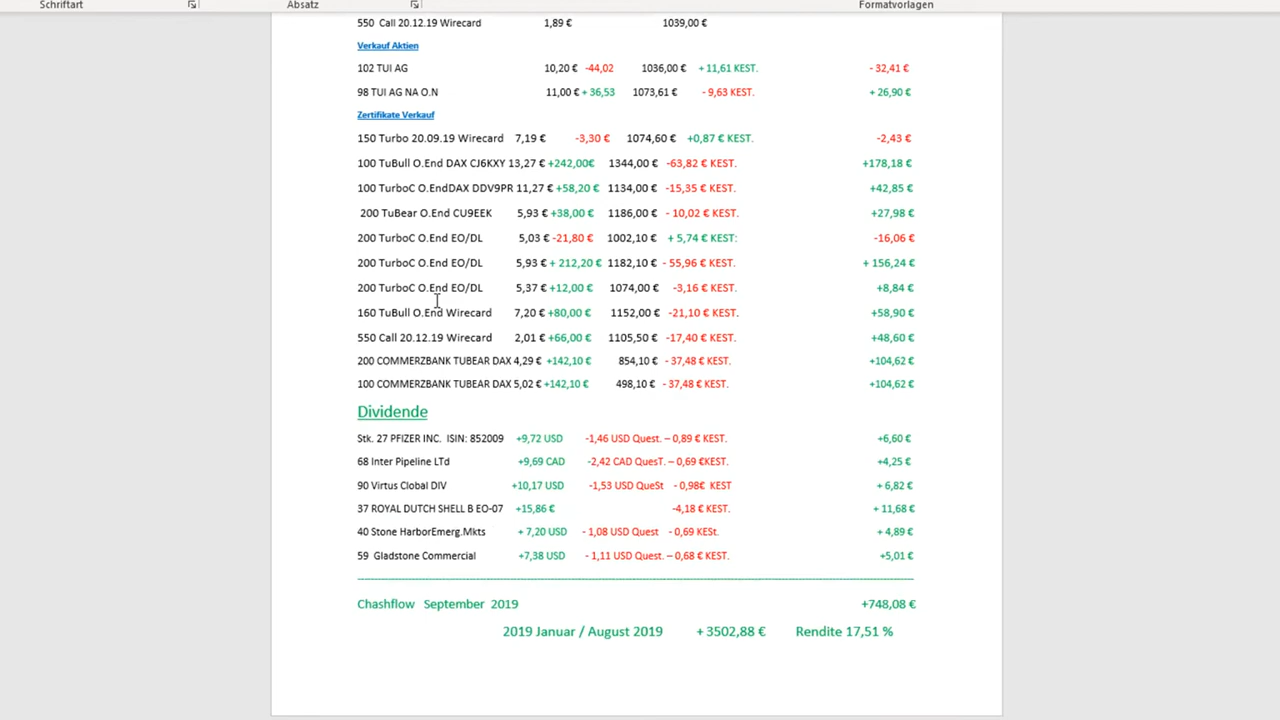 Schriftart Absatz Formatvorlagen
550 Call 20.12.19 Wirecard 1,89 € 1039,00 €
Verkauf Aktien
102 TUI AG 10,20 € -44,02 1036,00 € + 11,61 KEST. - 32,41 €
98 TUI AG NA O.N 11,00 € + 36,53 1073,61 € - 9,63 KEST. + 26,90 €
Zertifikate Verkauf
150 Turbo 20.09.19 Wirecard 7,19 € -3,30 € 1074,60 € +0,87 € KEST. -2,43 €
100 TuBull O.End DAX CJ6KXY 13,27 € +242,00€ 1344,00 € -63,82 € KEST. +178,18 €
100 TurboC O.EndDAX DDV9PR 11,27 € +58,20 € 1134,00 € -15,35 € KEST. +42,85 €
200 TuBear O.End CU9EEK 5,93 € +38,00 € 1186,00 € - 10,02 € KEST. +27,98 €
200 TurboC O.End EO/DL 5,03 € -21,80 € 1002,10 € + 5,74 € KEST: -16,06 €
200 TurboC O.End EO/DL 5,93 € + 212,20 € 1182,10 € - 55,96 € KEST. + 156,24 €
200 TurboC O.End EO/DL 5,37 € +12,00 € 1074,00 € -3,16 € KEST. +8,84 €
160 TuBull O.End Wirecard 7,20 € +80,00 € 1152,00 € -21,10 € KEST. +58,90 €
550 Call 20.12.19 Wirecard 2,01 € +66,00 € 1105,50 € -17,40 € KEST. +48,60 €
200 COMMERZBANK TUBEAR DAX 4,29 € +142,10 € 854,10 € - 37,48 € KEST. +104,62 €
100 COMMERZBANK TUBEAR DAX 5,02 € +142,10 € 498,10 € - 37,48 € KEST. +104,62 €
Dividende
Stk. 27 PFIZER INC. ISIN: 852009 +9,72 USD -1,46 USD Quest. – 0,89 € KEST. +6,60 €
68 Inter Pipeline LTd +9,69 CAD -2,42 CAD QuesT. – 0,69 €KEST. +4,25 €
90 Virtus Clobal DIV +10,17 USD -1,53 USD QueSt - 0,98€ KEST + 6,82 €
37 ROYAL DUTCH SHELL B EO-07 +15,86 € -4,18 € KEST. + 11,68 €
40 Stone HarborEmerg.Mkts + 7,20 USD - 1,08 USD Quest - 0,69 KESt. + 4,89 €
59 Gladstone Commercial +7,38 USD - 1,11 USD Quest. – 0,68 € KEST. +5,01 €
Chashflow September 2019 +748,08 €
2019 Januar / August 2019 + 3502,88 € Rendite 17,51 %